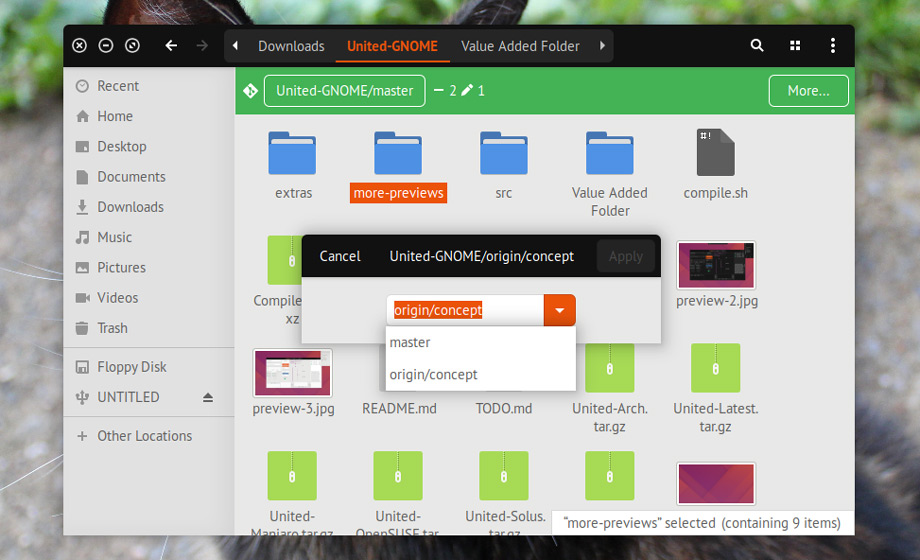 Downloads United-GNOME Value Added Folder
United-GNOME/master — 2 1 More...
Recent
Home
Desktop
Documents
Downloads
Music
Pictures
Videos
Trash
Floppy Disk
UNITED
Other Locations
extras more-previews src Value Added
Folder compile.sh
#!
Cancel United-GNOME/origin/concept Apply
origin/concept
master
origin/concept
Compile
xz
preview-2.jpg
preview-3.jpg README.md TODO.md United-Arch.
tar.gz United-Latest.
tar.gz
United-
Manjaro.tar.gz United-
OpenSUSE.tar. United-Solus.
tar.gz
“more-previews” selected (containing 9 items)